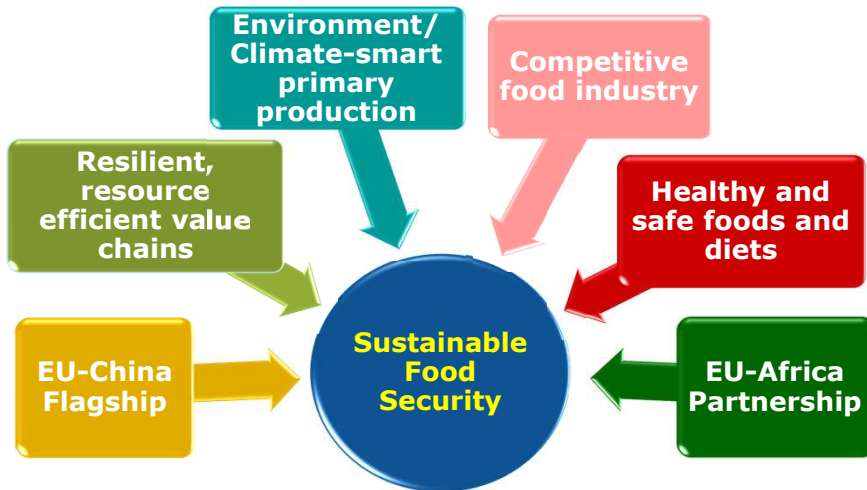 Environment/
Climate-smart
primary
production
Competitive
food industry
Resilient,
resource
efficient value
chains
Healthy and
safe foods and
diets
EU-China
Flagship
Sustainable
Food
Security
EU-Africa
Partnership